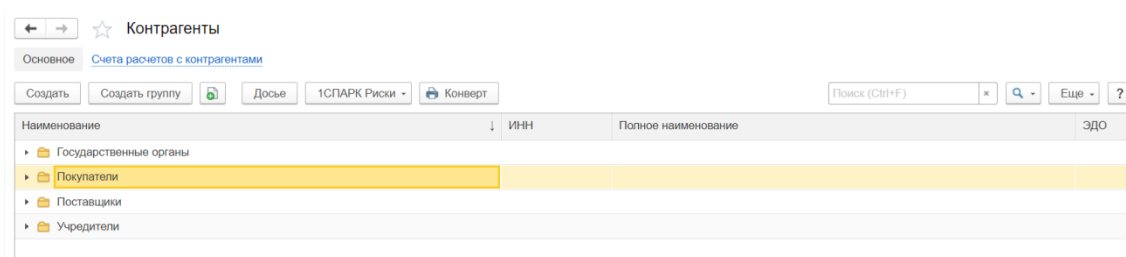 Контрагенты
Основное Счета расчетов с контрагентами
Создать Создать группу Досье 1СПАРК Риски Конверт Поиск (Ctrl+F) × Еще ?
Наименование ↓ ИНН Полное наименование ЭДО
Государственные органы
Покупатели
Поставщики
Учредители